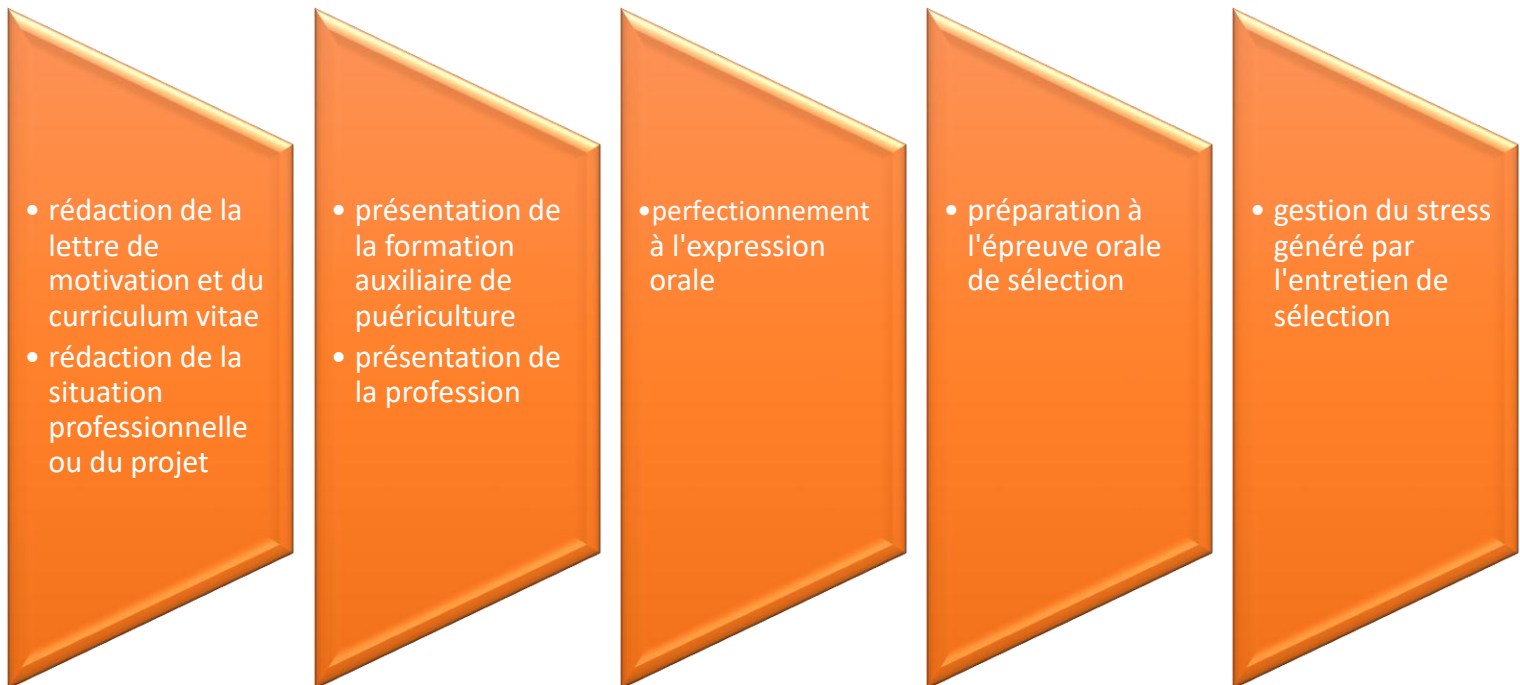 • rédaction de la
lettre de
motivation et du
curriculum vitae
• rédaction de la
situation
professionnelle
ou du projet
• présentation de
la formation
auxiliaire de
puériculture
• présentation de
la profession
•perfectionnement
à l'expression
orale
• préparation à
l'épreuve orale
de sélection
• gestion du stress
généré par
l'entretien de
sélection